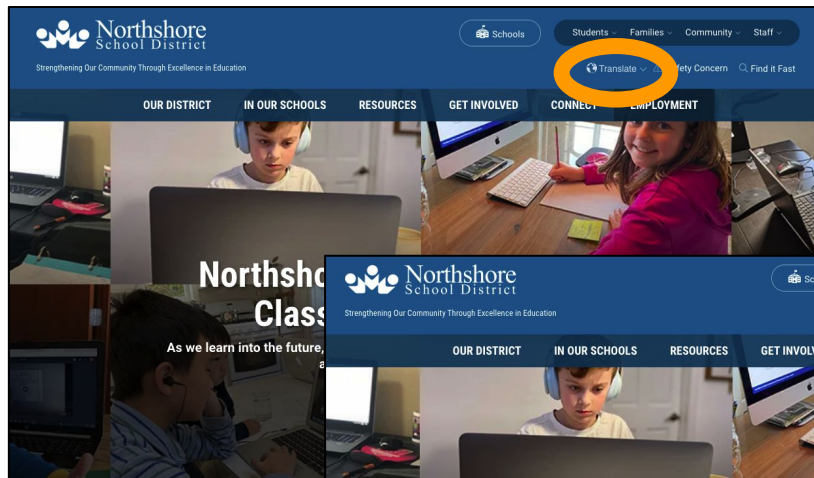 Northshore
School District
Strengthening Our Community Through Excellence in Education
Schools
Students Families Community Staff
Translate Concern Find it Fast
OUR DISTRICT IN OUR SCHOOLS RESOURCES GET INVOLVED CONNECT EMPLOYMENT
As we learn into the future,
Northshore
School District
Strengthening Our Community Through Excellence in Education
OUR DISTRICT IN OUR SCHOOLS RESOURCES